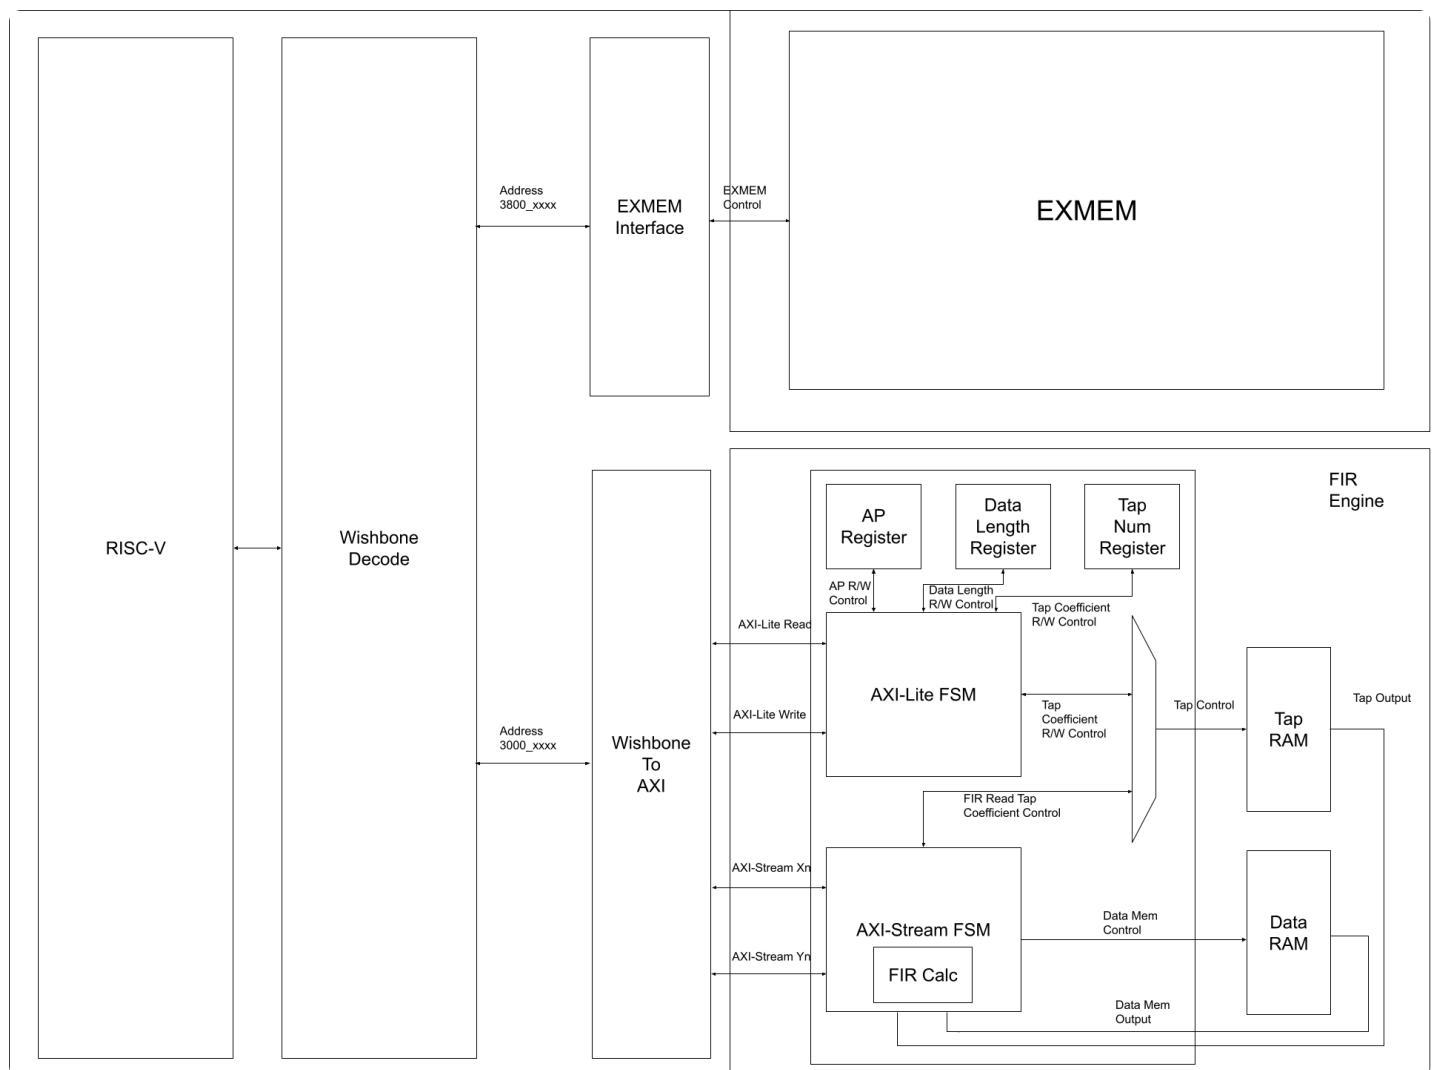 RISC-V
Wishbone
Decode
Address
3800_xxxx
EXMEM
Interface
EXMEM
Control
EXMEM
Address
3000_xxxx
Wishbone
To
AXI
FIR
Engine
AP
Register
Data
Length
Register
Tap
Num
Register
AP R/W
Control
Data Length
R/W Control
Tap Coefficient
R/W Control
AXI-Lite Read
AXI-Lite Write
AXI-Lite FSM
Tap
Coefficient
R/W Control
Tap Control
Tap
RAM
Tap Output
FIR Read Tap
Coefficient Control
AXI-Stream Xn
AXI-Stream Yn
AXI-Stream FSM
FIR Calc
Data Mem
Control
Data
RAM
Data Mem
Output